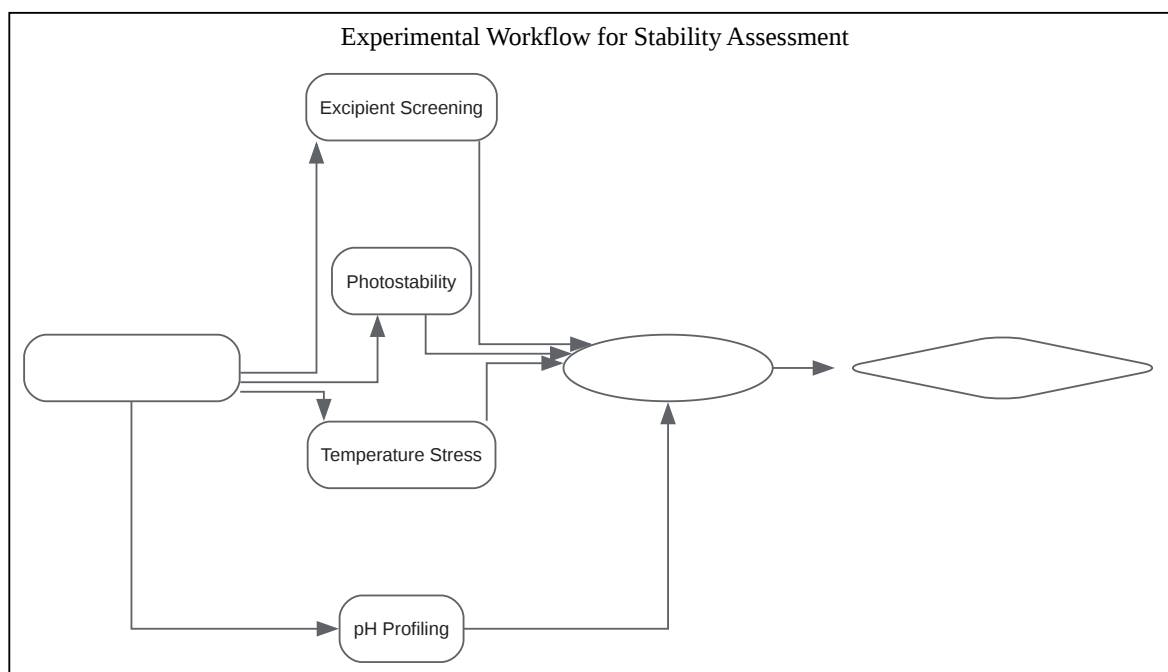 Experimental Workflow for Stability Assessment
Excipient Screening
Photostability
Temperature Stress
pH Profiling